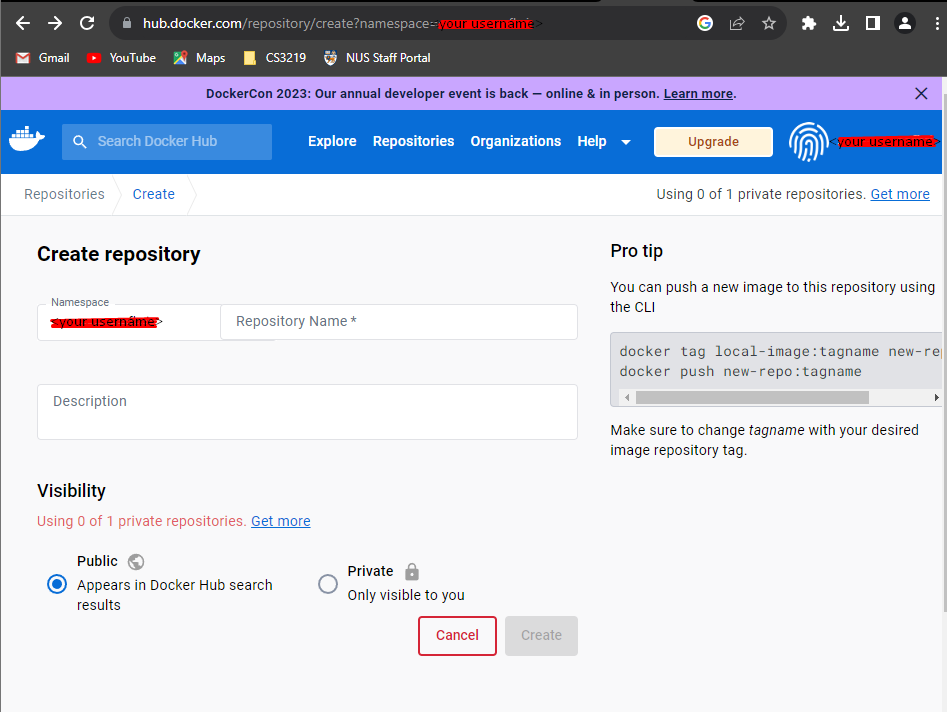 hub.docker.com/repository/create?namespace=<your username>
Gmail YouTube Maps CS3219 NUS Staff Portal
DockerCon 2023: Our annual developer event is back — online & in person. Learn more.
Search Docker Hub Explore Repositories Organizations Help Upgrade <your username>
Repositories Create Using 0 of 1 private repositories. Get more
Create repository
Namespace
<your username> Repository Name *
Description
Visibility
Using 0 of 1 private repositories. Get more
Public
Appears in Docker Hub search
results
Private
Only visible to you
Cancel Create
Pro tip
You can push a new image to this repository using
the CLI
docker tag local-image:tagname new-rep
docker push new-repo:tagname
Make sure to change tagname with your desired
image repository tag.